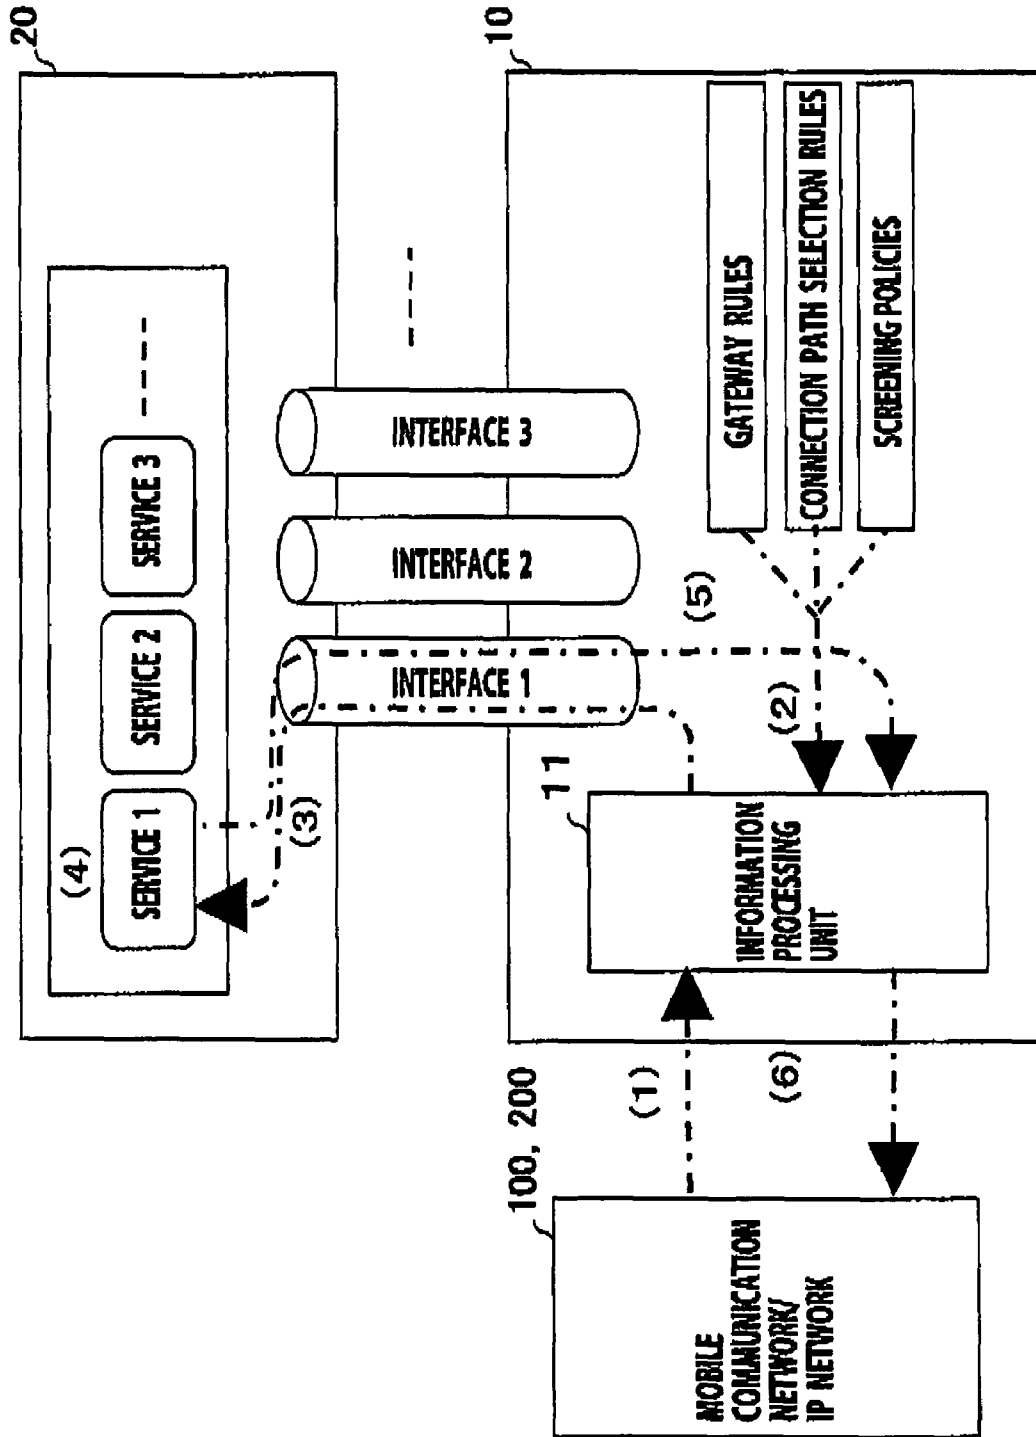 20
(4)
SERVICE 1
SERVICE 2
SERVICE 3
(3)
INTERFACE 1
INTERFACE 2
INTERFACE 3
10
(5)
(2)
GATEWAY RULES
CONNECTION PATH SELECTION RULES
SCREENING POLICIES
11
INFORMATION
PROCESSING
UNIT
(1)
(6)
100, 200
MOBILE
COMMUNICATION
NETWORK/
IP NETWORK